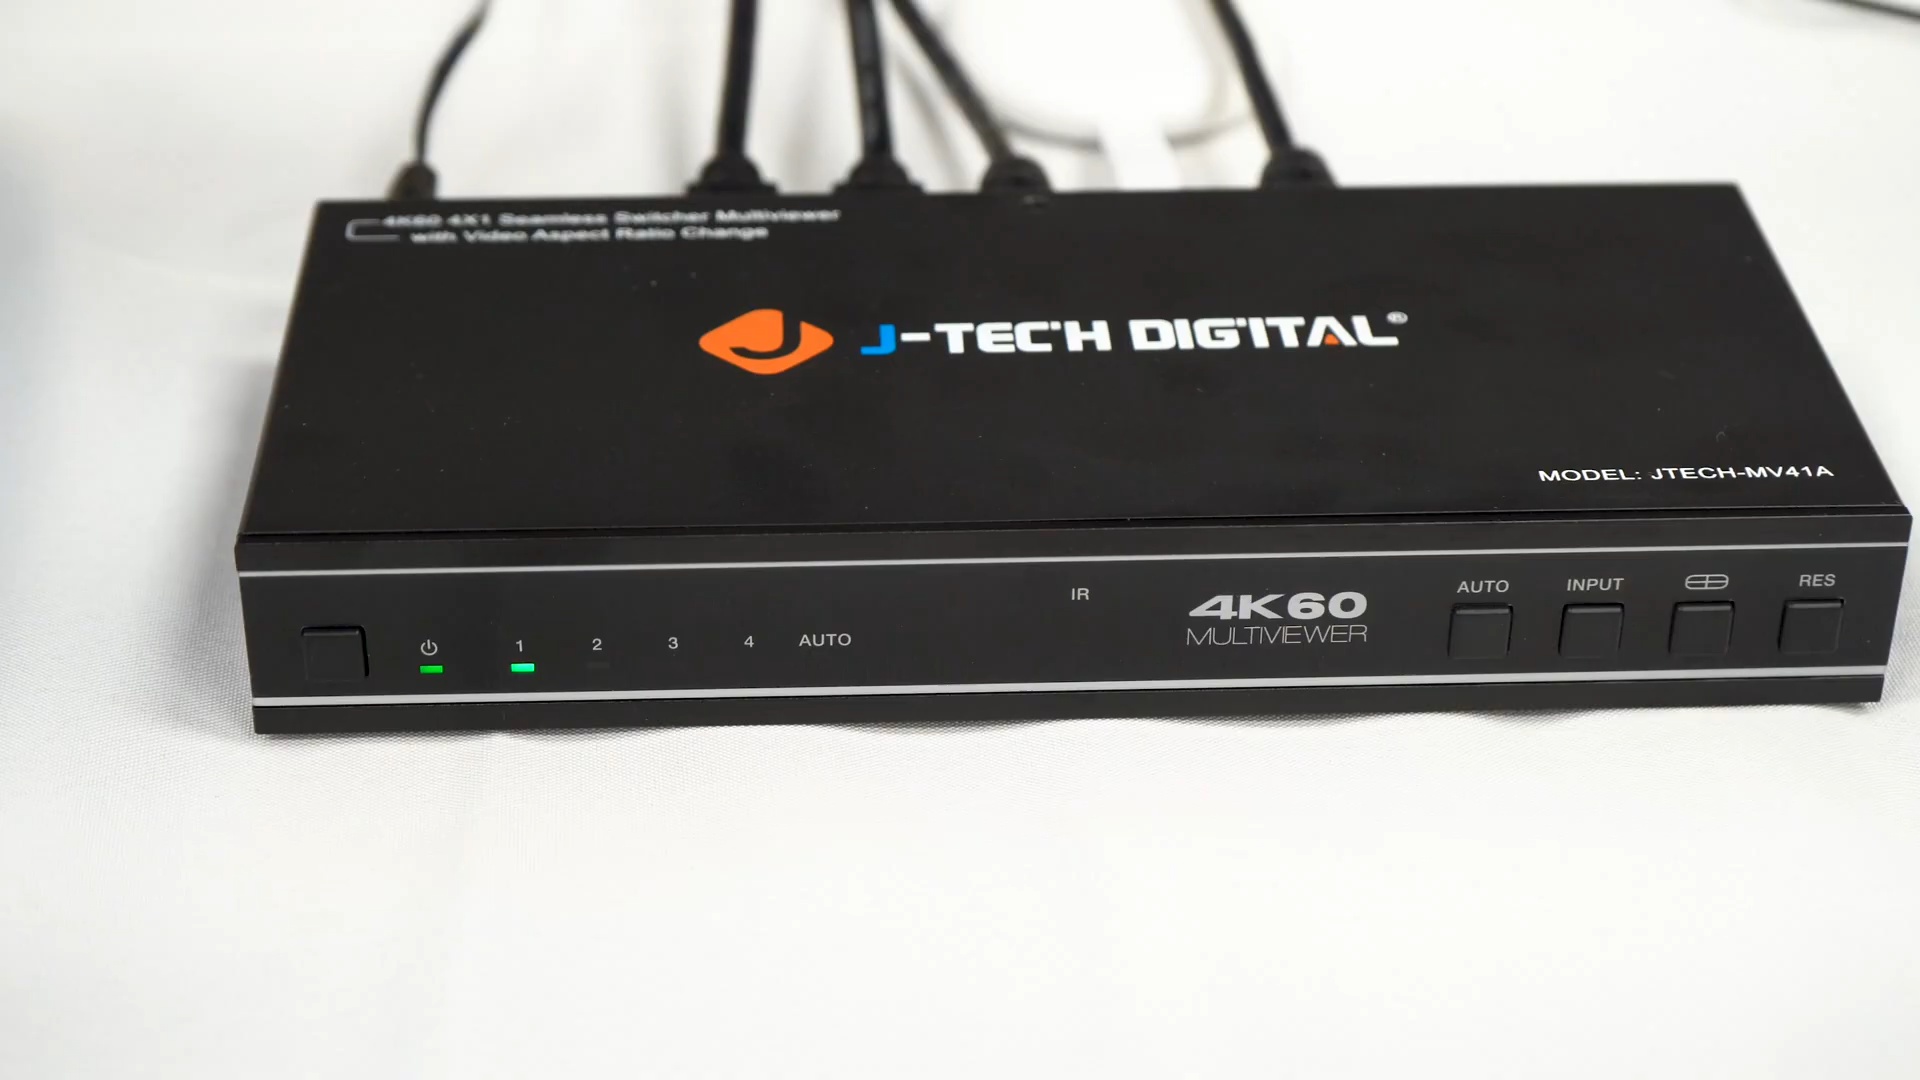 4K60 4X1 Seamless Switcher Multiviewer
with Video Aspect Ratio Change
J-TECH DIGITAL®
MODEL: JTECH-MV41A
1 2 3 4 AUTO
IR
4K60
MULTIVIEWER
AUTO INPUT RES